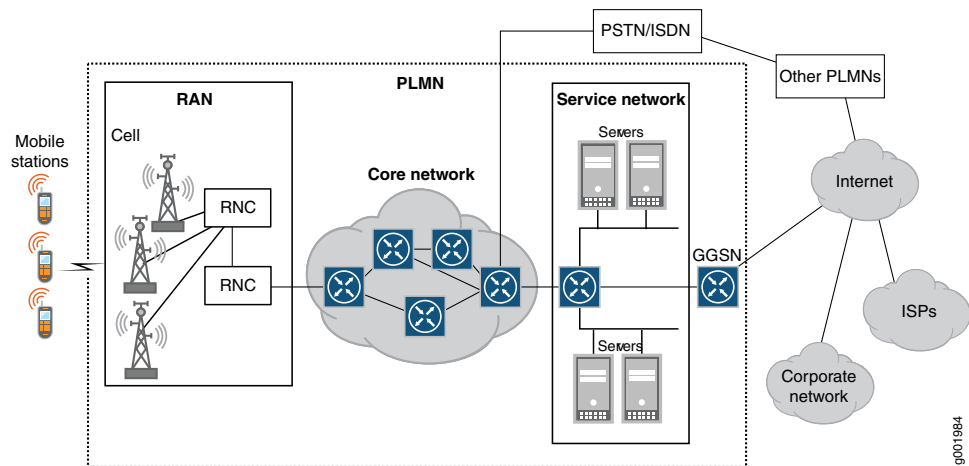 PSTN/ISDN
Other PLMNs
PLMN
RAN
Service network
Cell
Servers
Mobile
stations
Core network
Internet
RNC
GGSN
RNC
ISPs
Servers
Corporate
network
g001984